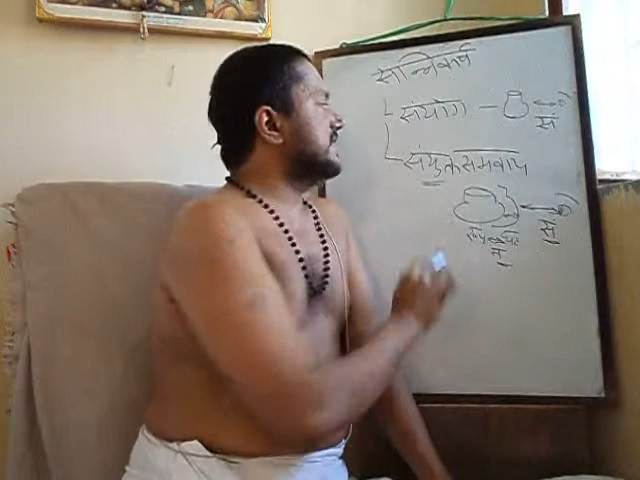 सन्निकर्ष
संयोग –
सं
संयुक्तसमवाय
सं
स